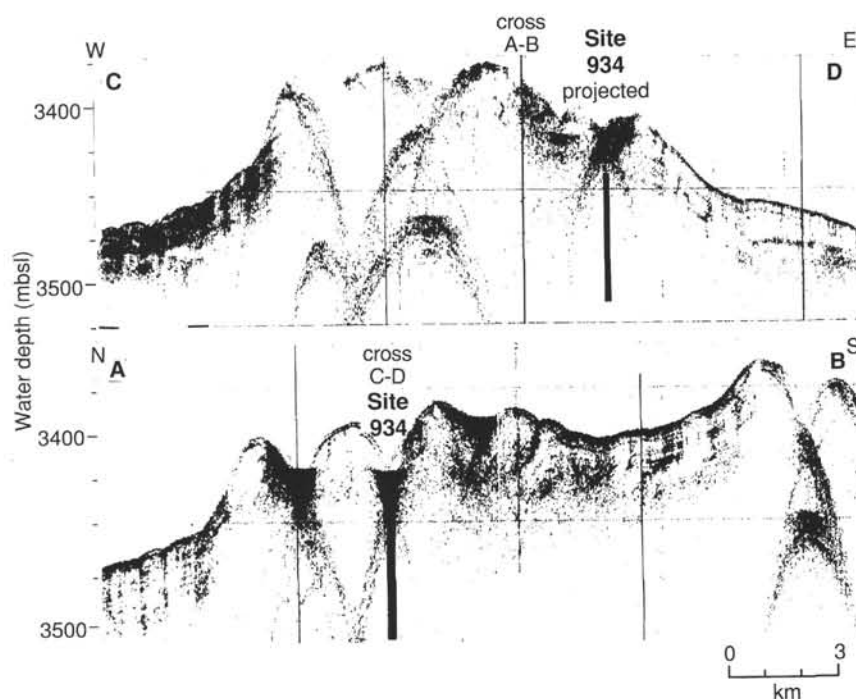 cross
A-B
Site
934
projected
W
E
C
D
3400
3500
Water depth (mbsl)
N
A
cross
C-D
Site
934
B
S
3400
3500
0 3
km